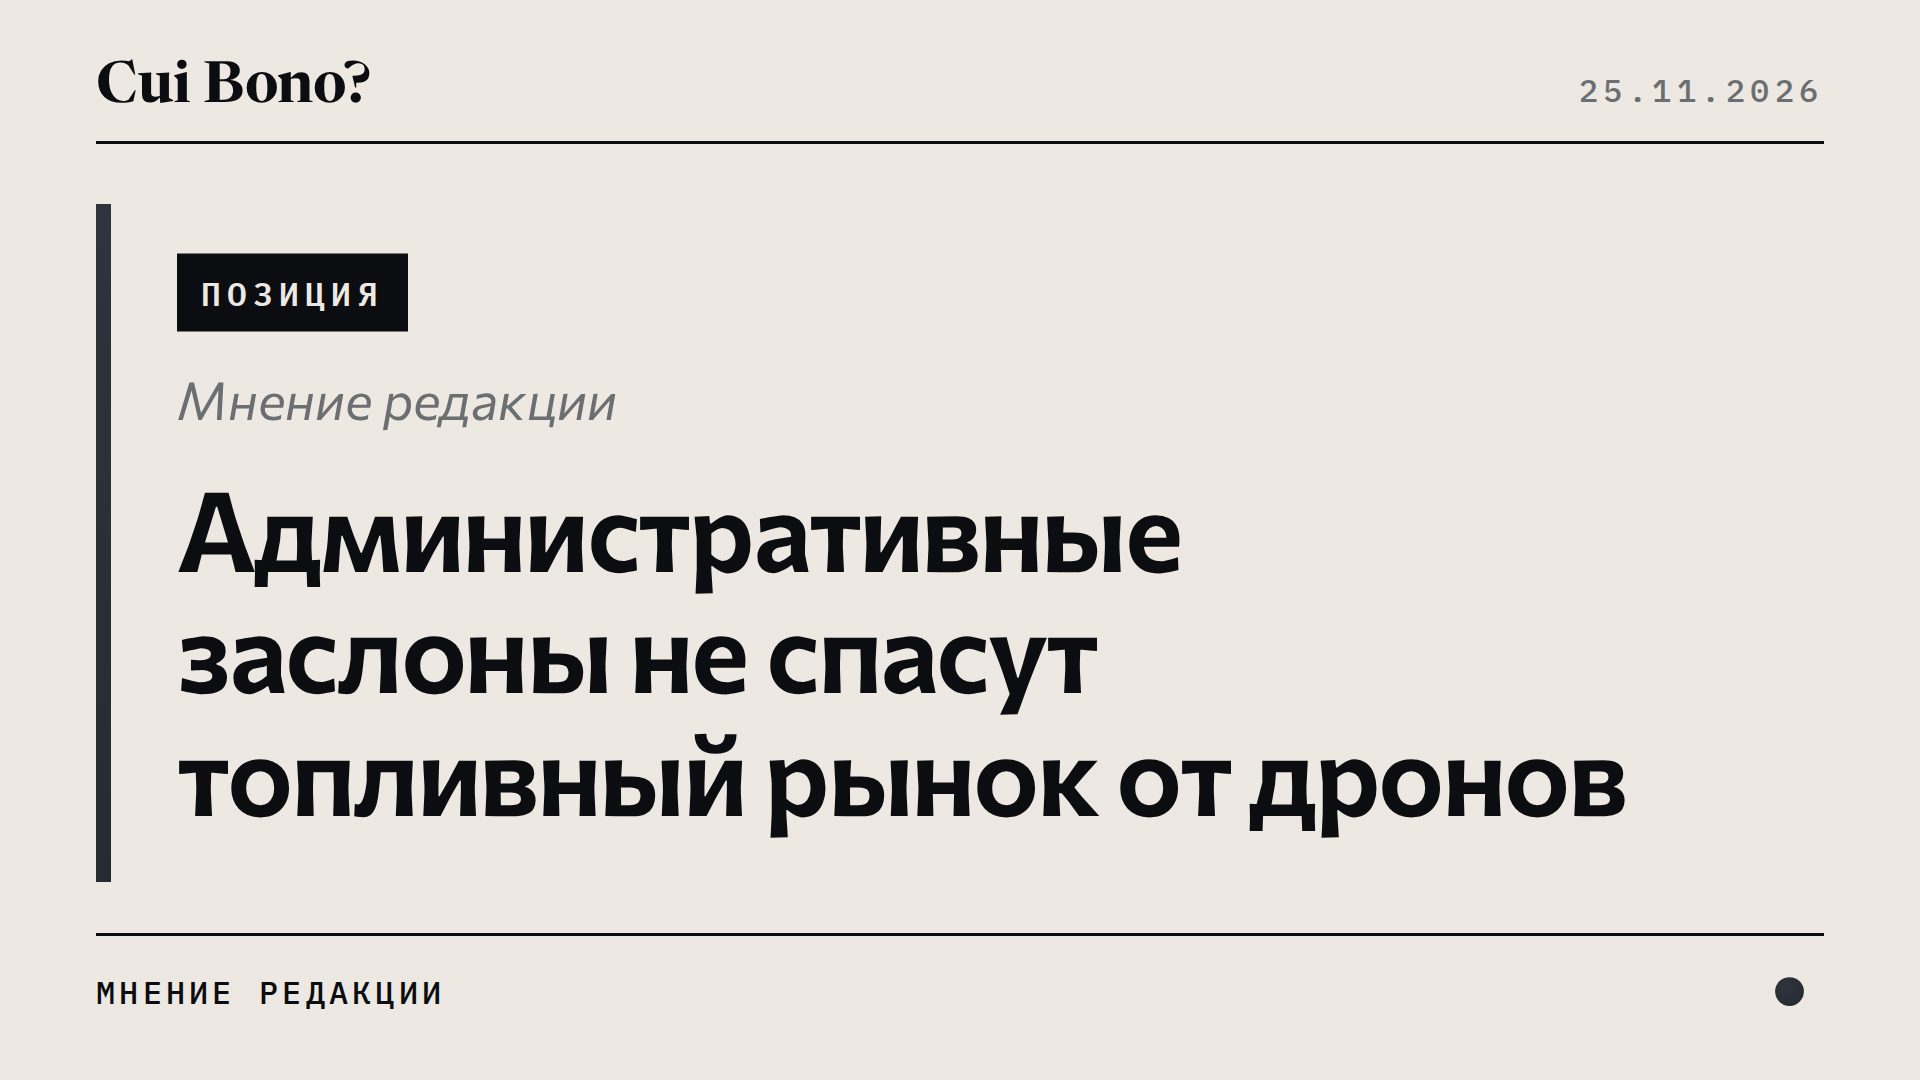 Cui Bono?
25.11.2026
ПОЗИЦИЯ
Мнение редакции
Административные
заслоны не спасут
топливный рынок от дронов
МНЕНИЕ РЕДАКЦИИ